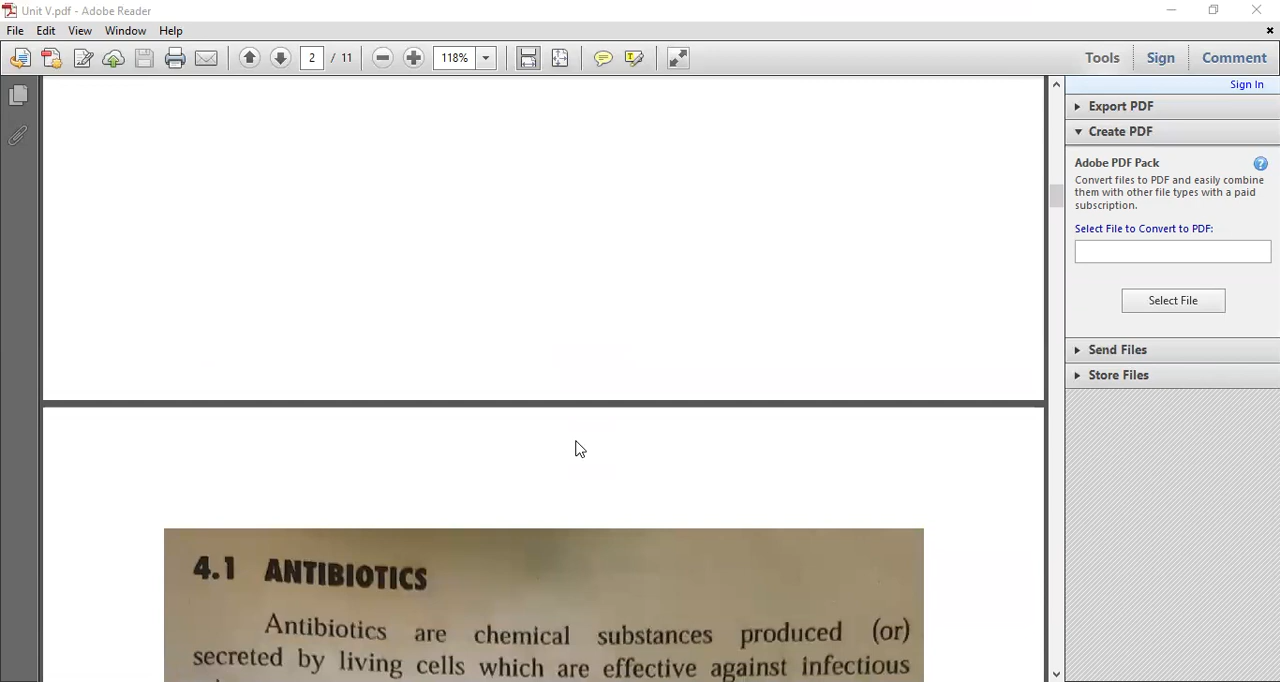 Unit V.pdf - Adobe Reader
File Edit View Window Help
2 / 11 118% Tools Sign Comment
Sign In
Export PDF
Create PDF
Adobe PDF Pack
Convert files to PDF and easily combine
them with other file types with a paid
subscription.
Select File to Convert to PDF:
Select File
Send Files
Store Files
4.1 ANTIBIOTICS
Antibiotics are chemical substances produced (or)
secreted by living cells which are effective against infectious